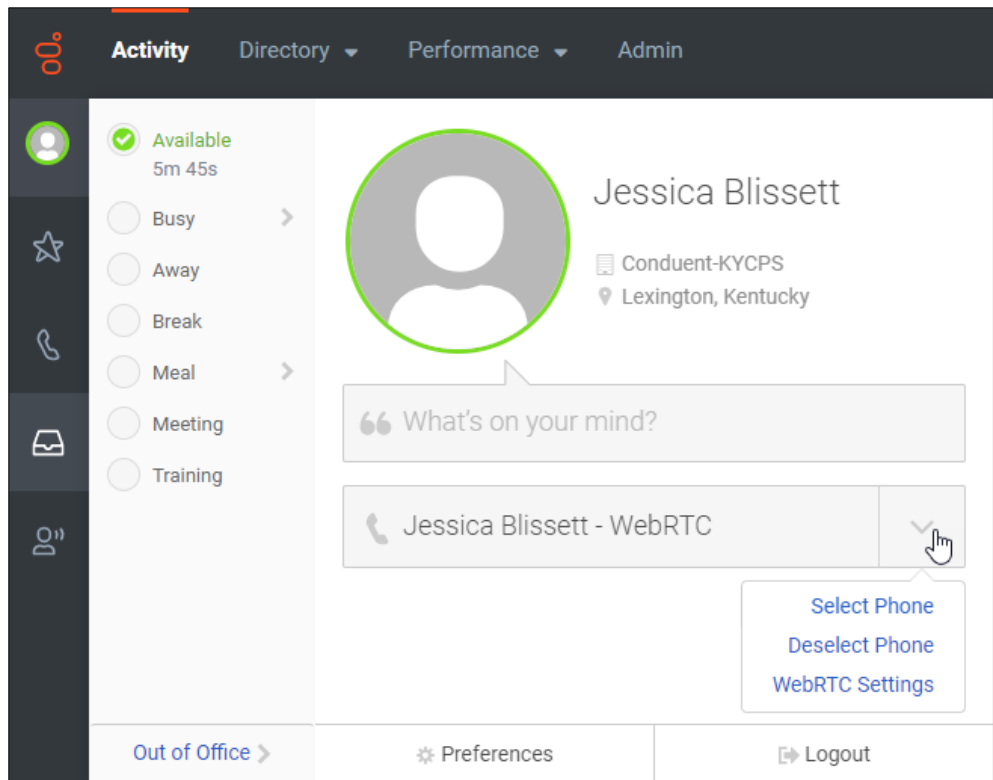 Activity
Directory
Performance
Admin
Available
5m 45s
Busy
Away
Break
Meal
Meeting
Training
Out of Office
Jessica Blissett
Conduent-KYCPS
Lexington, Kentucky
What's on your mind?
Jessica Blissett - WebRTC
Select Phone
Deselect Phone
WebRTC Settings
Preferences
Logout